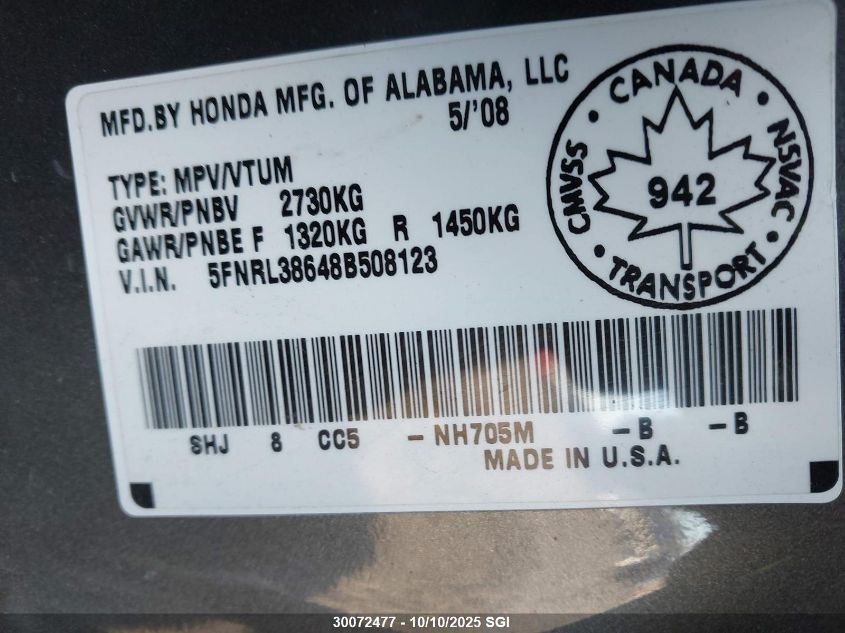 MFD.BY HONDA MFG. OF ALABAMA, LLC
5/'08
TYPE: MPV/VTUM
GVWR/PNBV 2730KG
GAWR/PNBE F 1320KG R 1450KG
V.I.N. 5FNRL38648B508123
CANADA
CMVSS
NSVAC
942
TRANSPORT
SHJ 8 CC5 -NH705M -B -B
MADE IN U.S.A.
30072477 - 10/10/2025 SGI